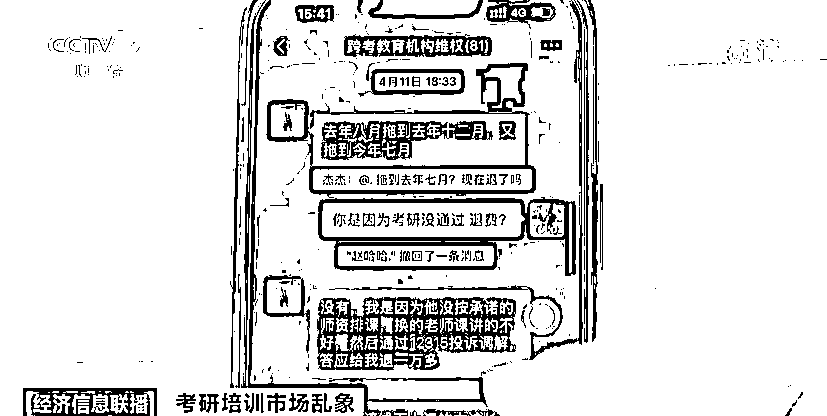 CCTV
财经
15:41
4G
跨考教育机构维权(81)
4月11日 18:33
去年八月拖到去年十二月，又
拖到今年七月
杰杰：@. 拖到去年七月？现在退了吗
你是因为考研没通过 退费？
"赵哈哈."撤回了一条消息
没有，我是因为他没按承诺的
师资排课 置换的老师课讲的不
好 然后通过12315投诉调解，
答应给我退一万多
经济信息联播
考研培训市场乱象